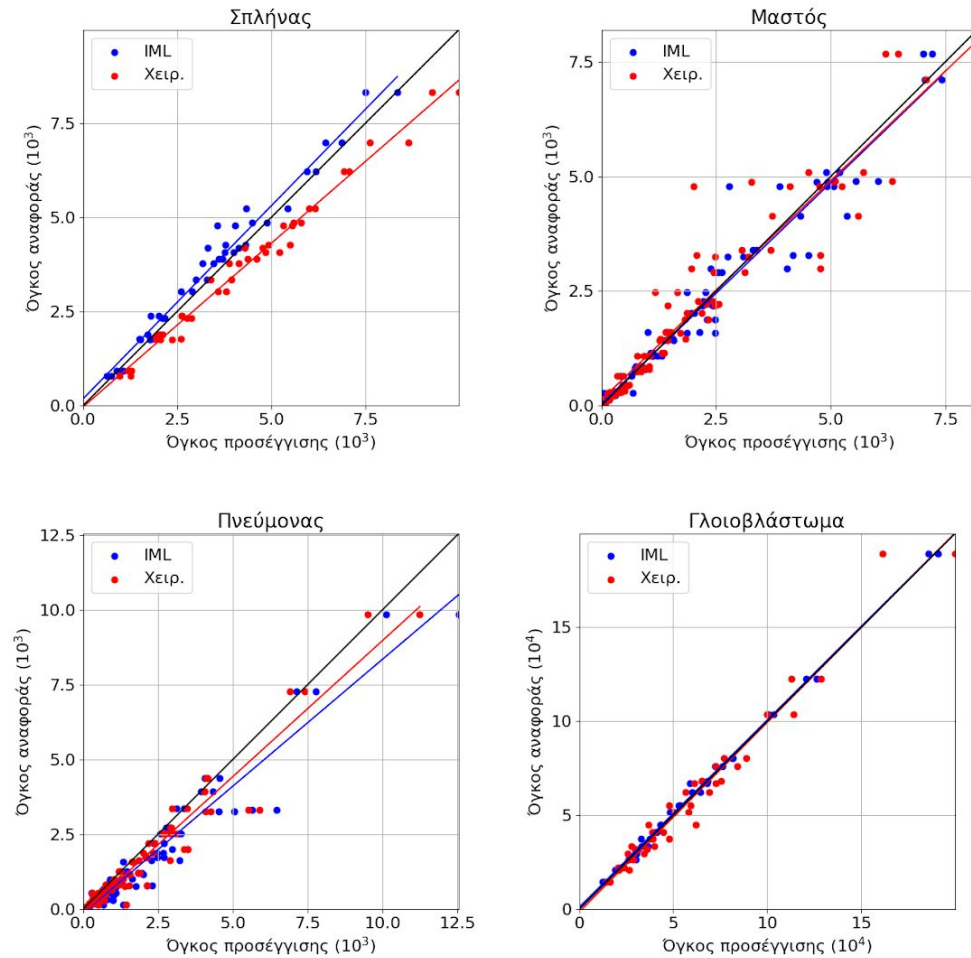 Σπλήνας
IML
Χειρ.
7.5
5.0
2.5
0.0
0.0 2.5 5.0 7.5
Όγκος αναφοράς (10³)
Όγκος προσέγγισης (10³)
Μαστός
IML
Χειρ.
7.5
5.0
2.5
0.0
0.0 2.5 5.0 7.5
Όγκος αναφοράς (10³)
Όγκος προσέγγισης (10³)
Πνεύμονας
IML
Χειρ.
12.5
10.0
7.5
5.0
2.5
0.0
0.0 2.5 5.0 7.5 10.0 12.5
Όγκος αναφοράς (10³)
Όγκος προσέγγισης (10³)
Γλοιοβλάστωμα
IML
Χειρ.
15
10
5
0
0 5 10 15
Όγκος αναφοράς (10⁴)
Όγκος προσέγγισης (10⁴)